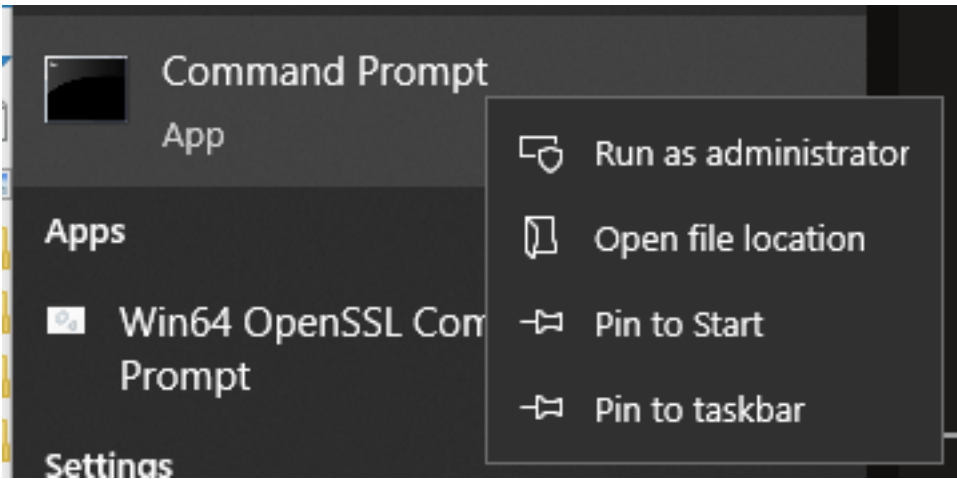 Command Prompt
App
Run as administrator
Open file location
Pin to Start
Pin to taskbar
Apps
Win64 OpenSSL Com
Prompt
Settings